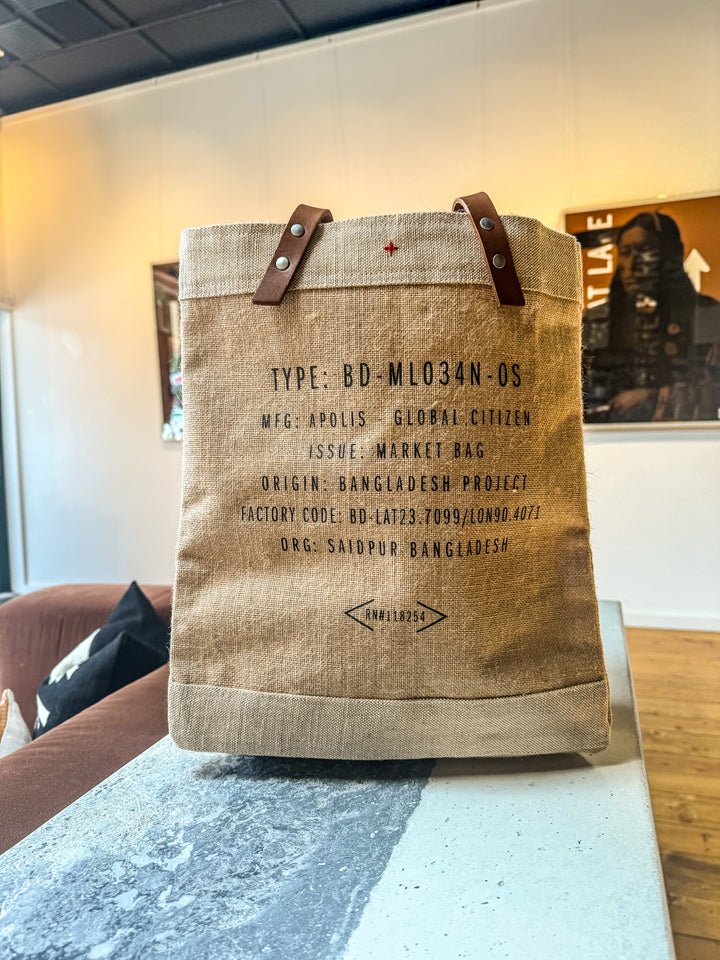 TYPE: BD-ML034N-OS
MFG: APOLIS GLOBAL CITIZEN
ISSUE: MARKET BAG
ORIGIN: BANGLADESH PROJECT
FACTORY CODE: BD-LAT23.7099/LON90.4071
ORG: SAIDPUR BANGLADESH
RN#118254